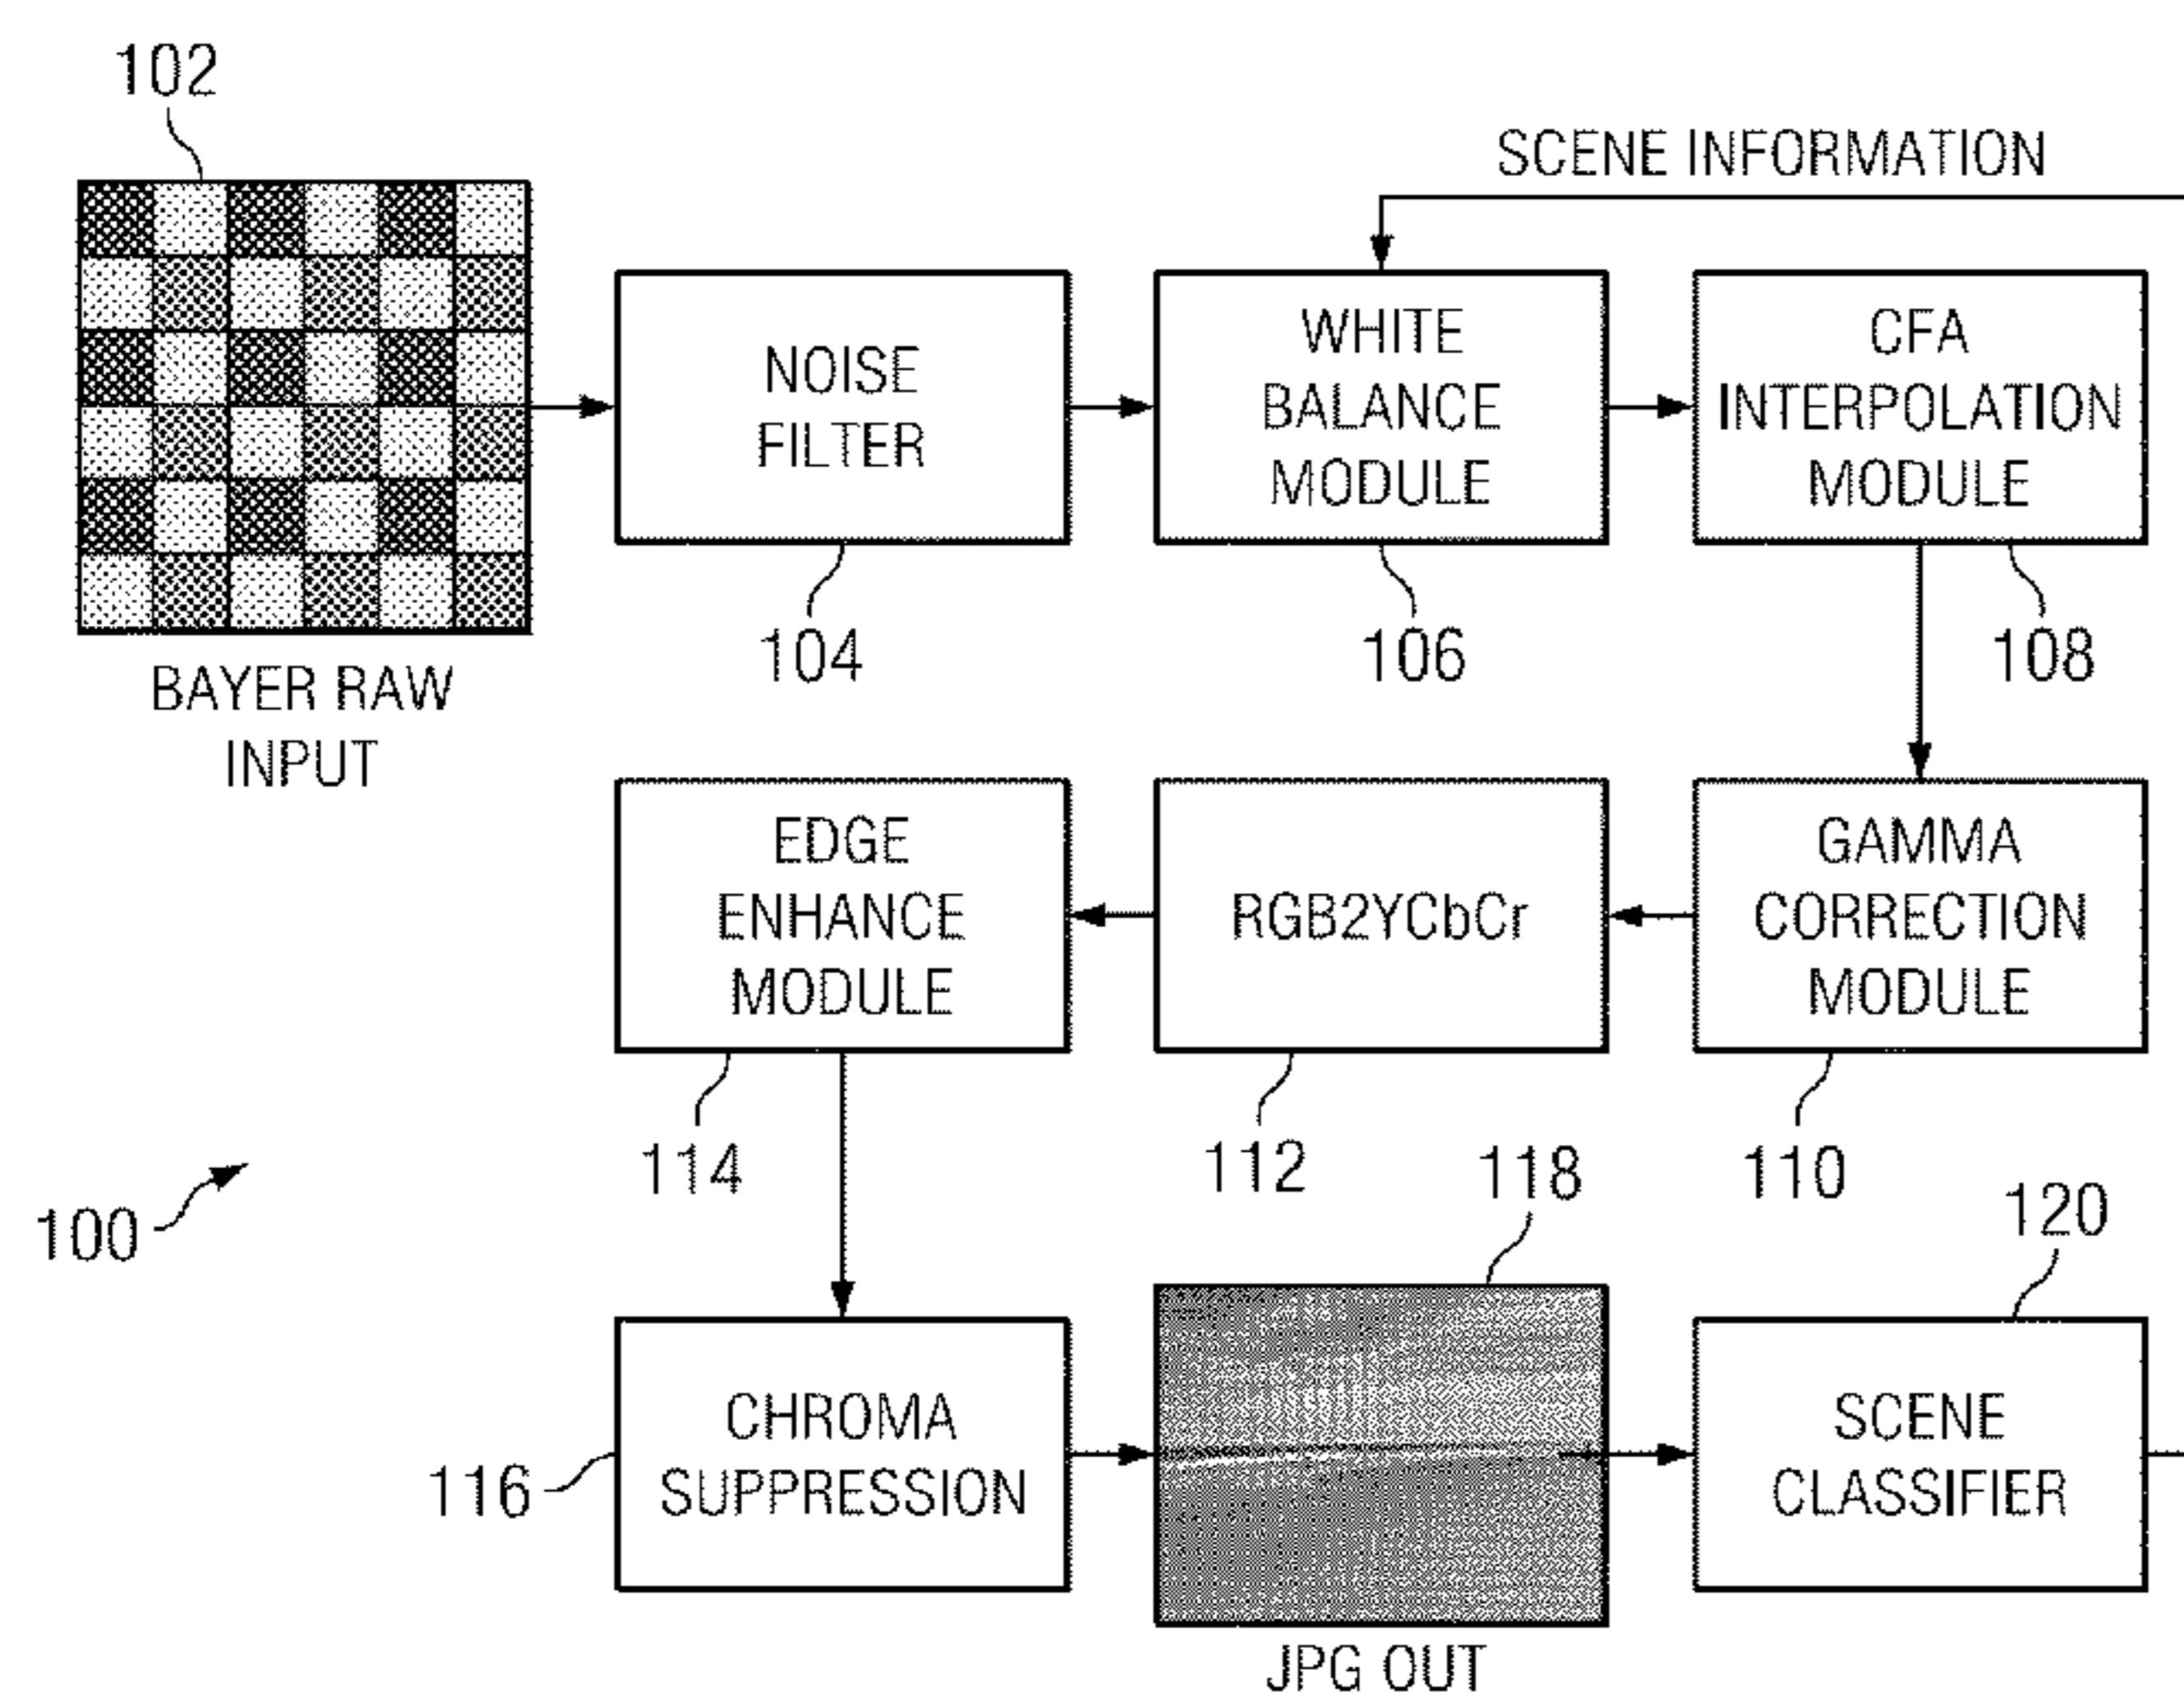 102
SCENE INFORMATION
NOISE
FILTER
WHITE
BALANCE
MODULE
CFA
INTERPOLATION
MODULE
104
106
108
BAYER RAW
INPUT
EDGE
ENHANCE
MODULE
RGB2YCbCr
GAMMA
CORRECTION
MODULE
114
112
118
110
120
100
CHROMA
SUPPRESSION
116
SCENE
CLASSIFIER
JPG OUT